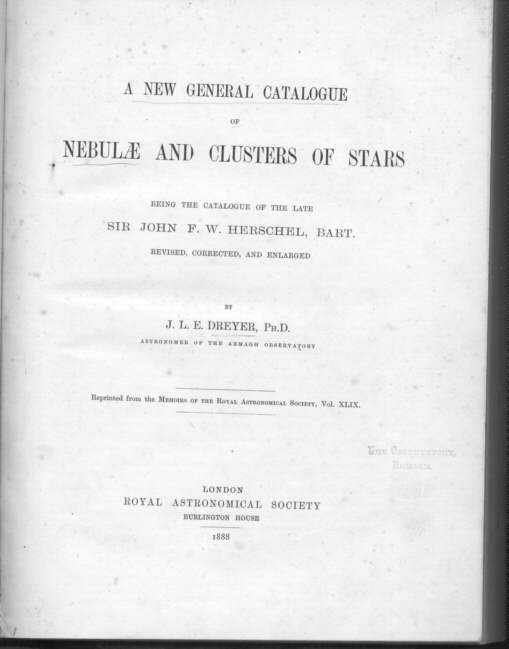 A NEW GENERAL CATALOGUE
OF
NEBULÆ AND CLUSTERS OF STARS
BEING THE CATALOGUE OF THE LATE
SIR JOHN F. W. HERSCHEL, BART.
REVISED, CORRECTED, AND ENLARGED
BY
J. L. E. DREYER, PH.D.
ASTRONOMER OF THE ARMAGH OBSERVATORY
Reprinted from the MEMOIRS OF THE ROYAL ASTRONOMICAL SOCIETY, Vol. XLIX.
LONDON
ROYAL ASTRONOMICAL SOCIETY
BURLINGTON HOUSE
1888